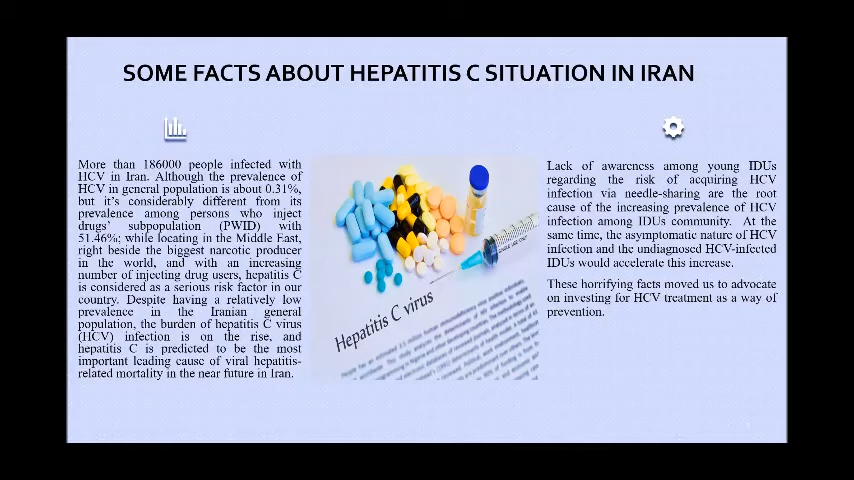 SOME FACTS ABOUT HEPATITIS C SITUATION IN IRAN
More than 186000 people infected with
HCV in Iran. Although the prevalence of
HCV in general population is about 0.31%,
but it's considerably different from its
prevalence among persons who inject
drugs' subpopulation (PWID) with
51.46%; while locating in the Middle East,
right beside the biggest narcotic producer
in the world, and with an increasing
number of injecting drug users, hepatitis C
is considered as a serious risk factor in our
country. Despite having a relatively low
prevalence in the Iranian general
population, the burden of hepatitis C virus
(HCV) infection is on the rise, and
hepatitis C is predicted to be the most
important leading cause of viral hepatitis-
related mortality in the near future in Iran.
Hepatitis C virus
Lack of awareness among young IDUs
regarding the risk of acquiring HCV
infection via needle-sharing are the root
cause of the increasing prevalence of HCV
infection among IDUs community. At the
same time, the asymptomatic nature of HCV
infection and the undiagnosed HCV-infected
IDUs would accelerate this increase.
These horrifying facts moved us to advocate
on investing for HCV treatment as a way of
prevention.